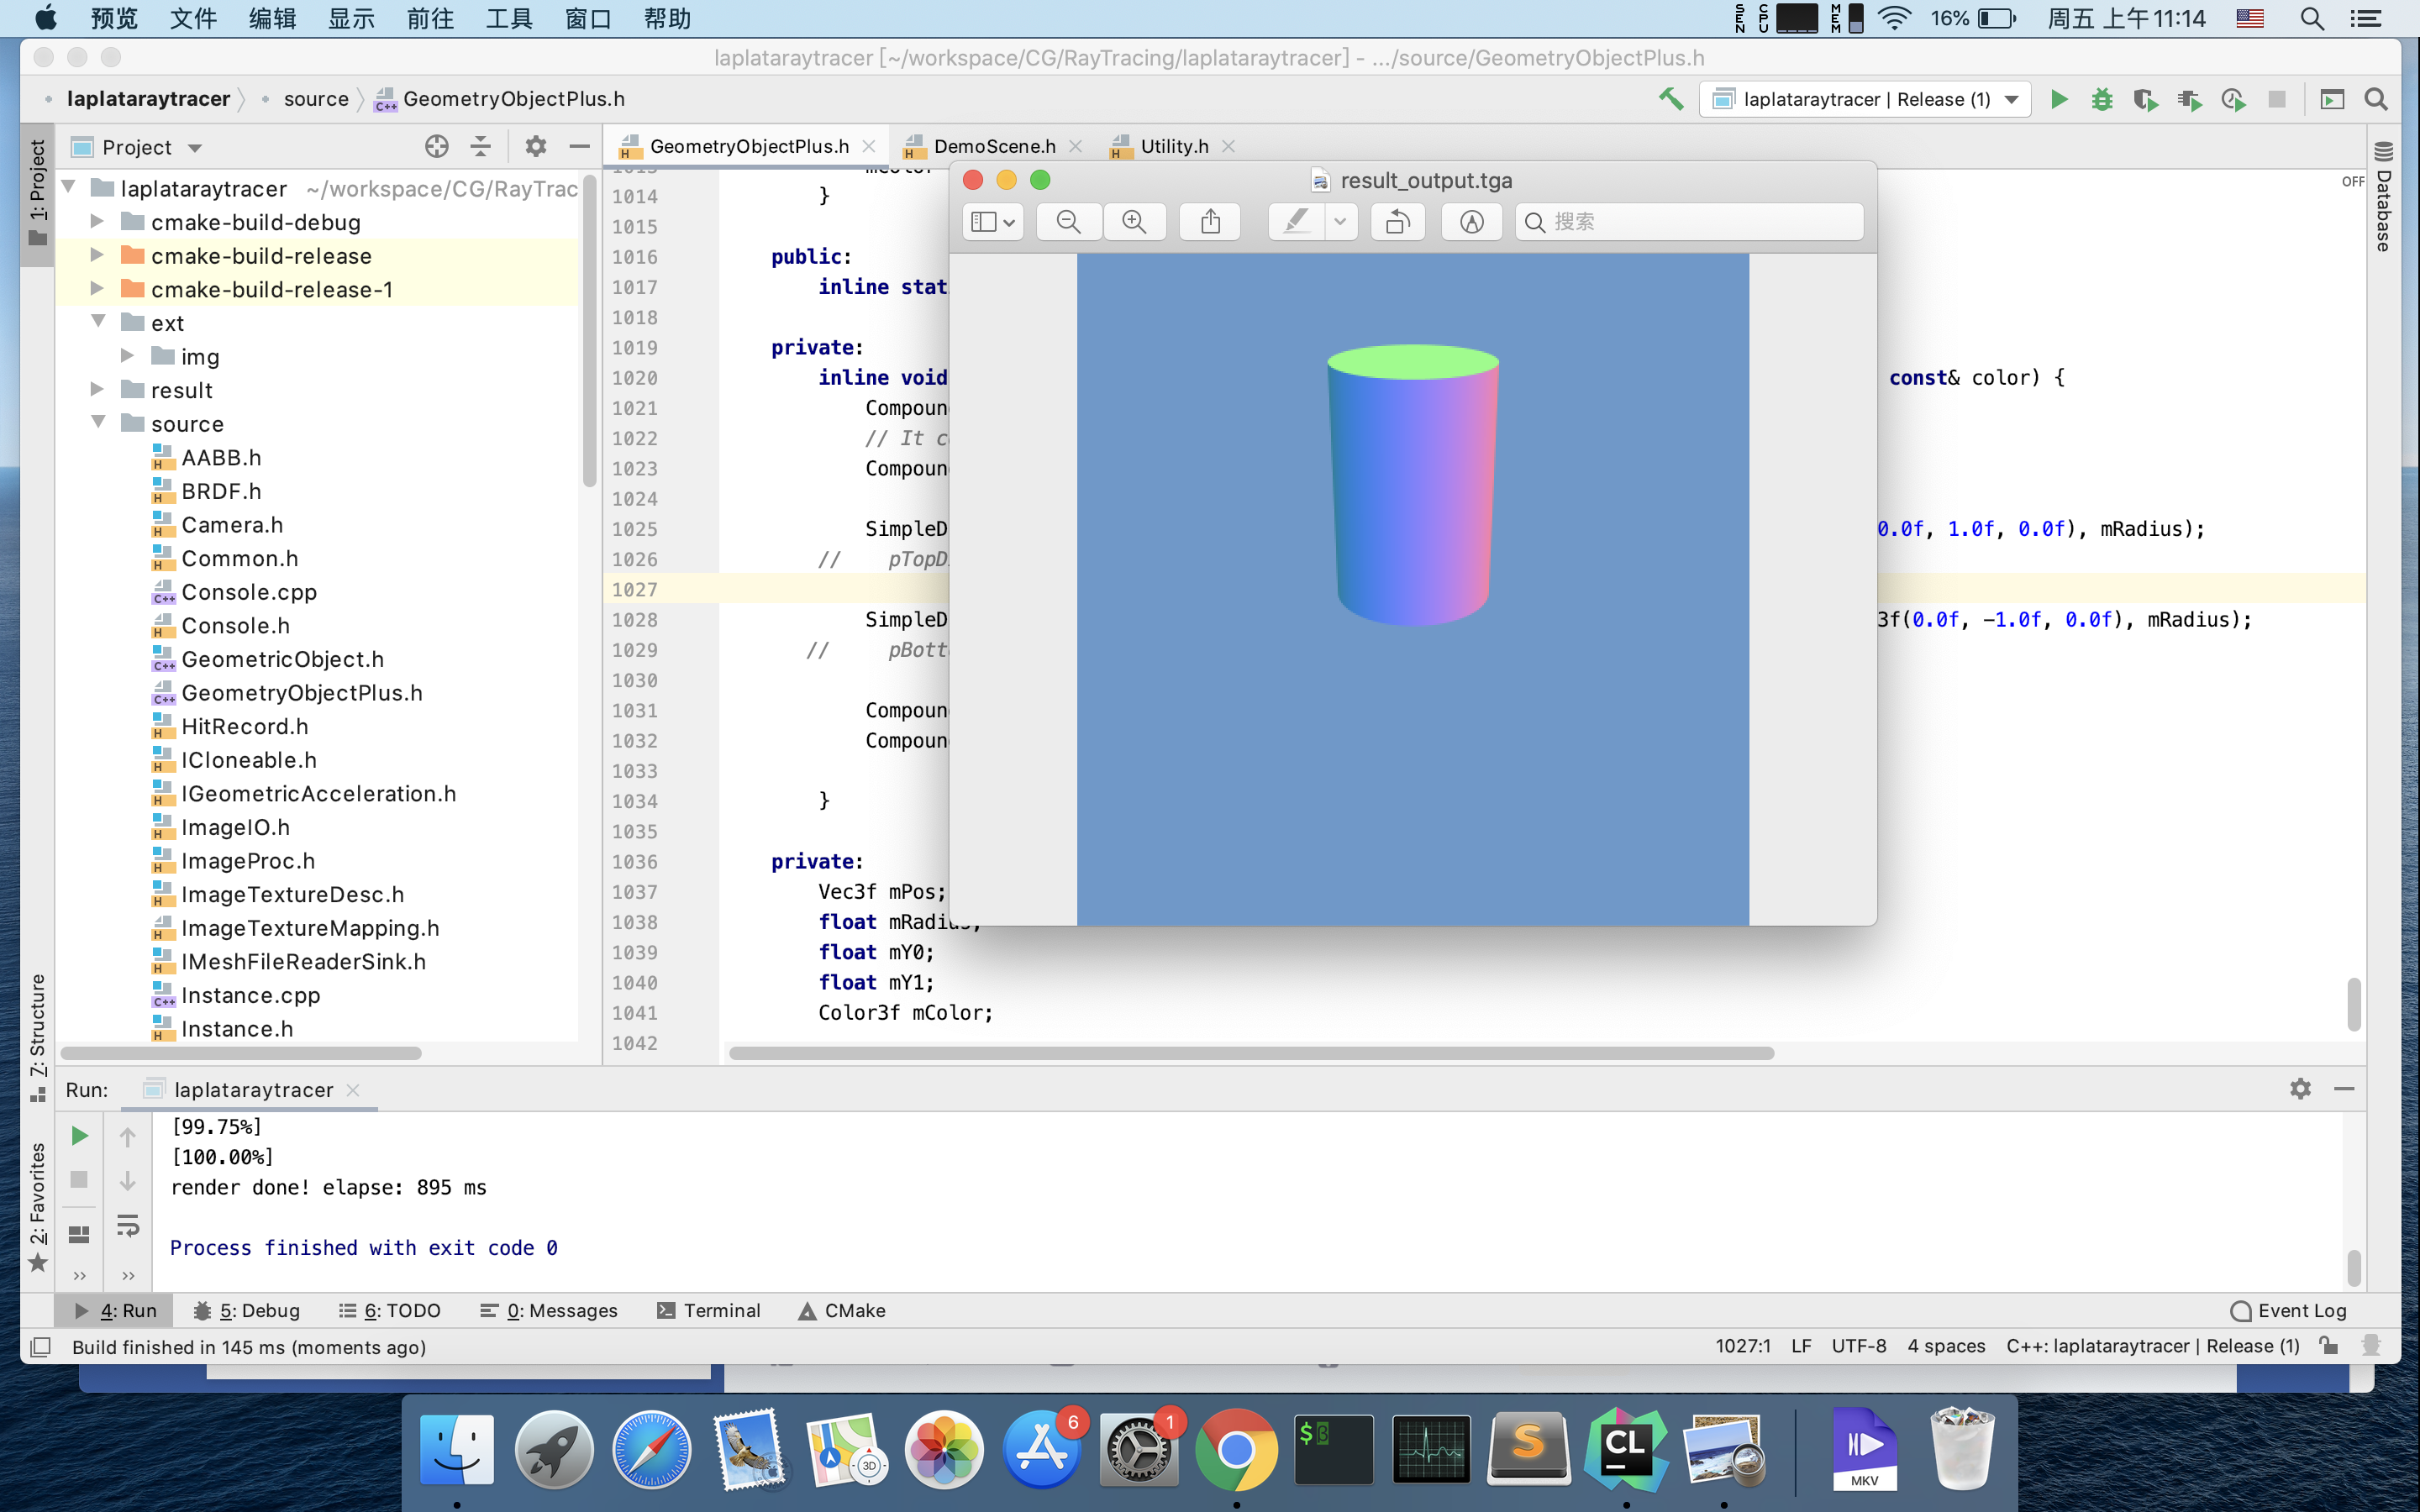 预览 文件 编辑 显示 前往 工具 窗口 帮助 SEN CPU MEM 16% 周五 上午11:14
laplataraytracer [~/workspace/CG/RayTracing/laplataraytracer] - .../source/GeometryObjectPlus.h
laplataraytracer source GeometryObjectPlus.h laplataraytracer | Release (1)
1: Project
Project
GeometryObjectPlus.h DemoScene.h Utility.h
laplataraytracer ~/workspace/CG/RayTrac
cmake-build-debug
cmake-build-release
cmake-build-release-1
ext
img
result
source
AABB.h
BRDF.h
Camera.h
Common.h
Console.cpp
Console.h
GeometricObject.h
GeometryObjectPlus.h
HitRecord.h
ICloneable.h
IGeometricAcceleration.h
ImageIO.h
ImageProc.h
ImageTextureDesc.h
ImageTextureMapping.h
IMeshFileReaderSink.h
Instance.cpp
Instance.h
7: Structure
2: Favorites
1014 }
1015
1016 public:
1017 inline stat
1018
1019 private:
1020 inline void const& color) {
1021 Compoun
1022 // It c
1023 Compoun
1024
1025 SimpleD 0.0f, 1.0f, 0.0f), mRadius);
1026 // pTopD
1027
1028 SimpleD 3f(0.0f, -1.0f, 0.0f), mRadius);
1029 // pBott
1030
1031 Compoun
1032 Compoun
1033
1034 }
1035
1036 private:
1037 Vec3f mPos;
1038 float mRadius;
1039 float mY0;
1040 float mY1;
1041 Color3f mColor;
1042
result_output.tga
搜索
OFF
Database
Run: laplataraytracer
[99.75%]
[100.00%]
render done! elapse: 895 ms
Process finished with exit code 0
4: Run 5: Debug 6: TODO 0: Messages Terminal CMake Event Log
Build finished in 145 ms (moments ago) 1027:1 LF UTF-8 4 spaces C++: laplataraytracer | Release (1)
6 1 3D $ S CL MKV